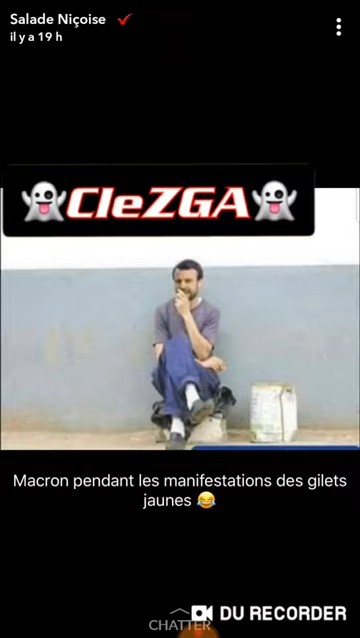 Salade Niçoise
il y a 19 h
CleZGA
Macron pendant les manifestations des gilets
jaunes 😂
CHATTER
DU RECORDER